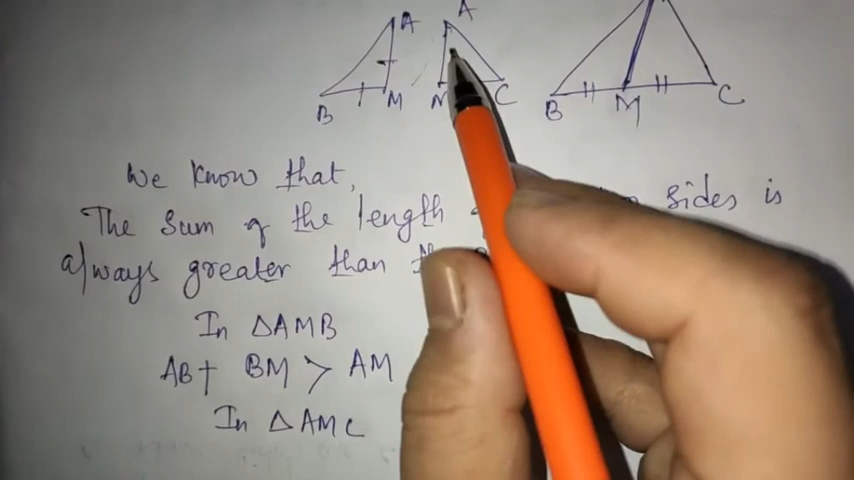 A A
B M M C B M C
We know that,
The sum of the length sides is
always greater than
In △AMB
AB+ BM > AM
In △AMC